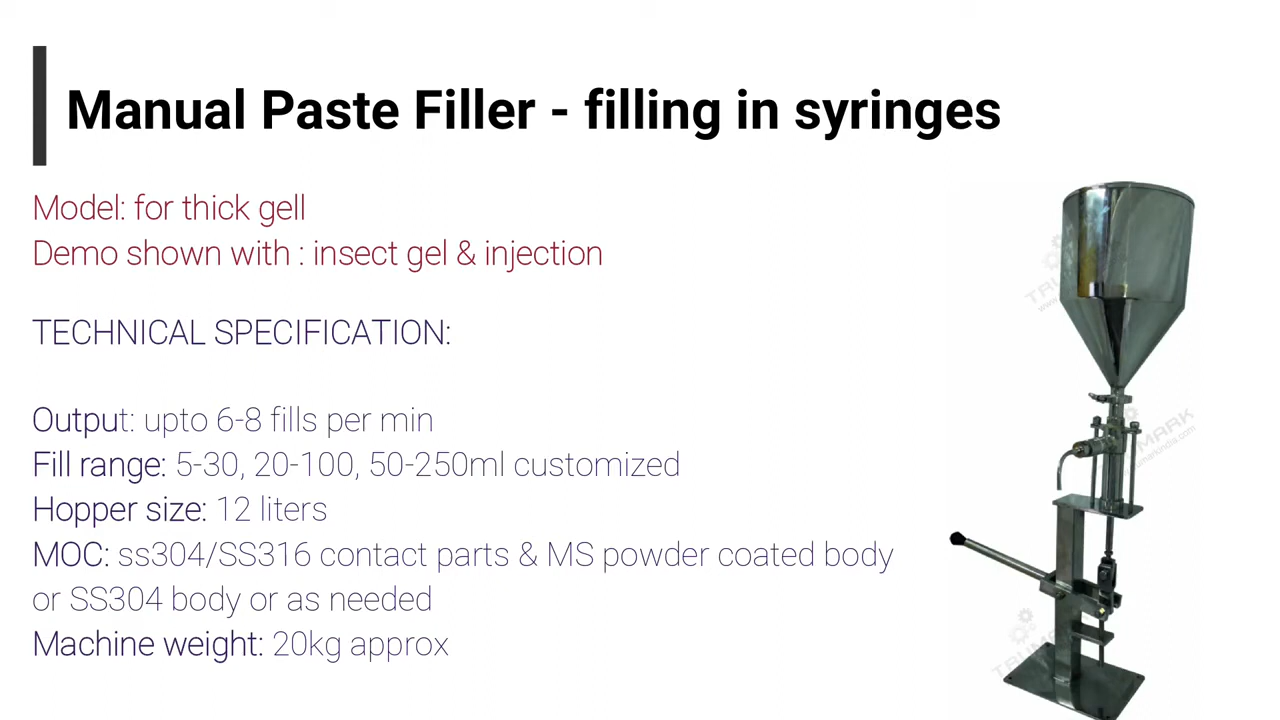 Manual Paste Filler - filling in syringes
Model: for thick gell
Demo shown with : insect gel & injection
TECHNICAL SPECIFICATION:
Output: upto 6-8 fills per min
Fill range: 5-30, 20-100, 50-250ml customized
Hopper size: 12 liters
MOC: ss304/SS316 contact parts & MS powder coated body
or SS304 body or as needed
Machine weight: 20kg approx